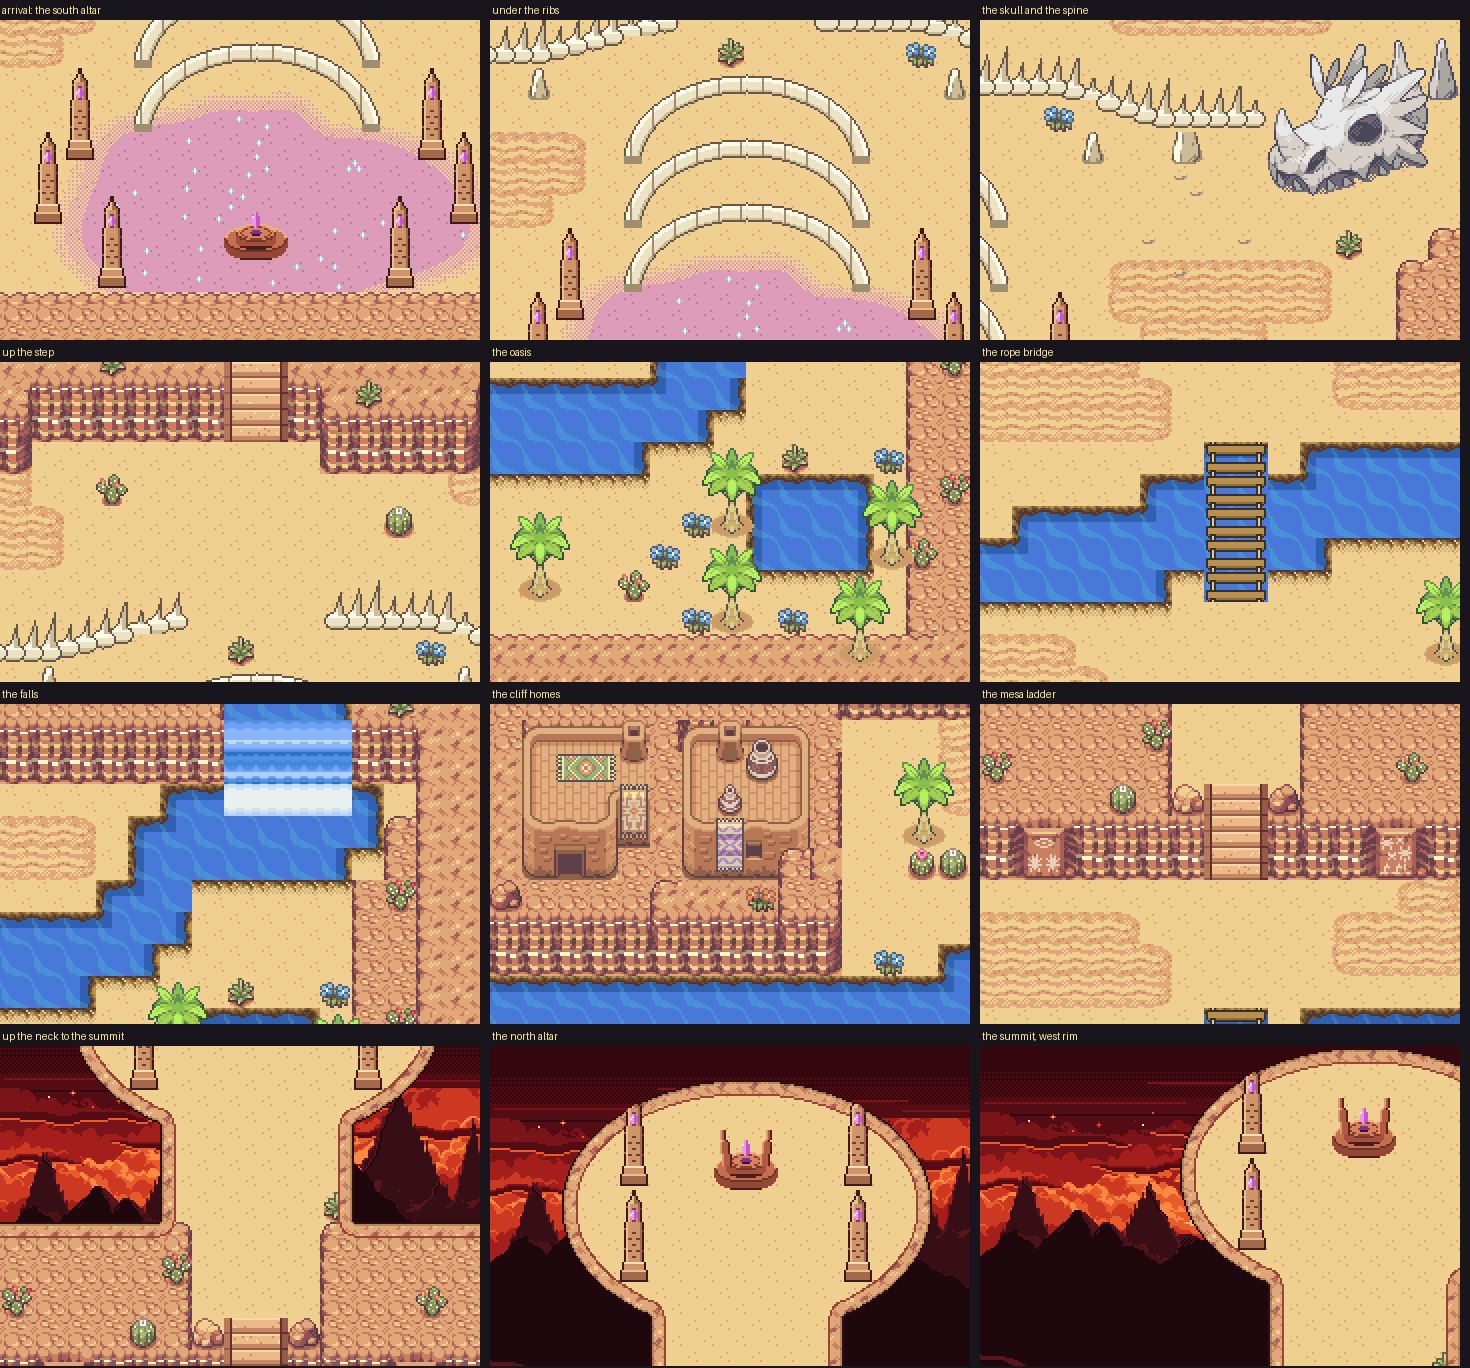 arrival: the south altar
under the ribs
the skull and the spine
up the step
the oasis
the rope bridge
the falls
the cliff homes
the mesa ladder
up the neck to the summit
the north altar
the summit, west rim